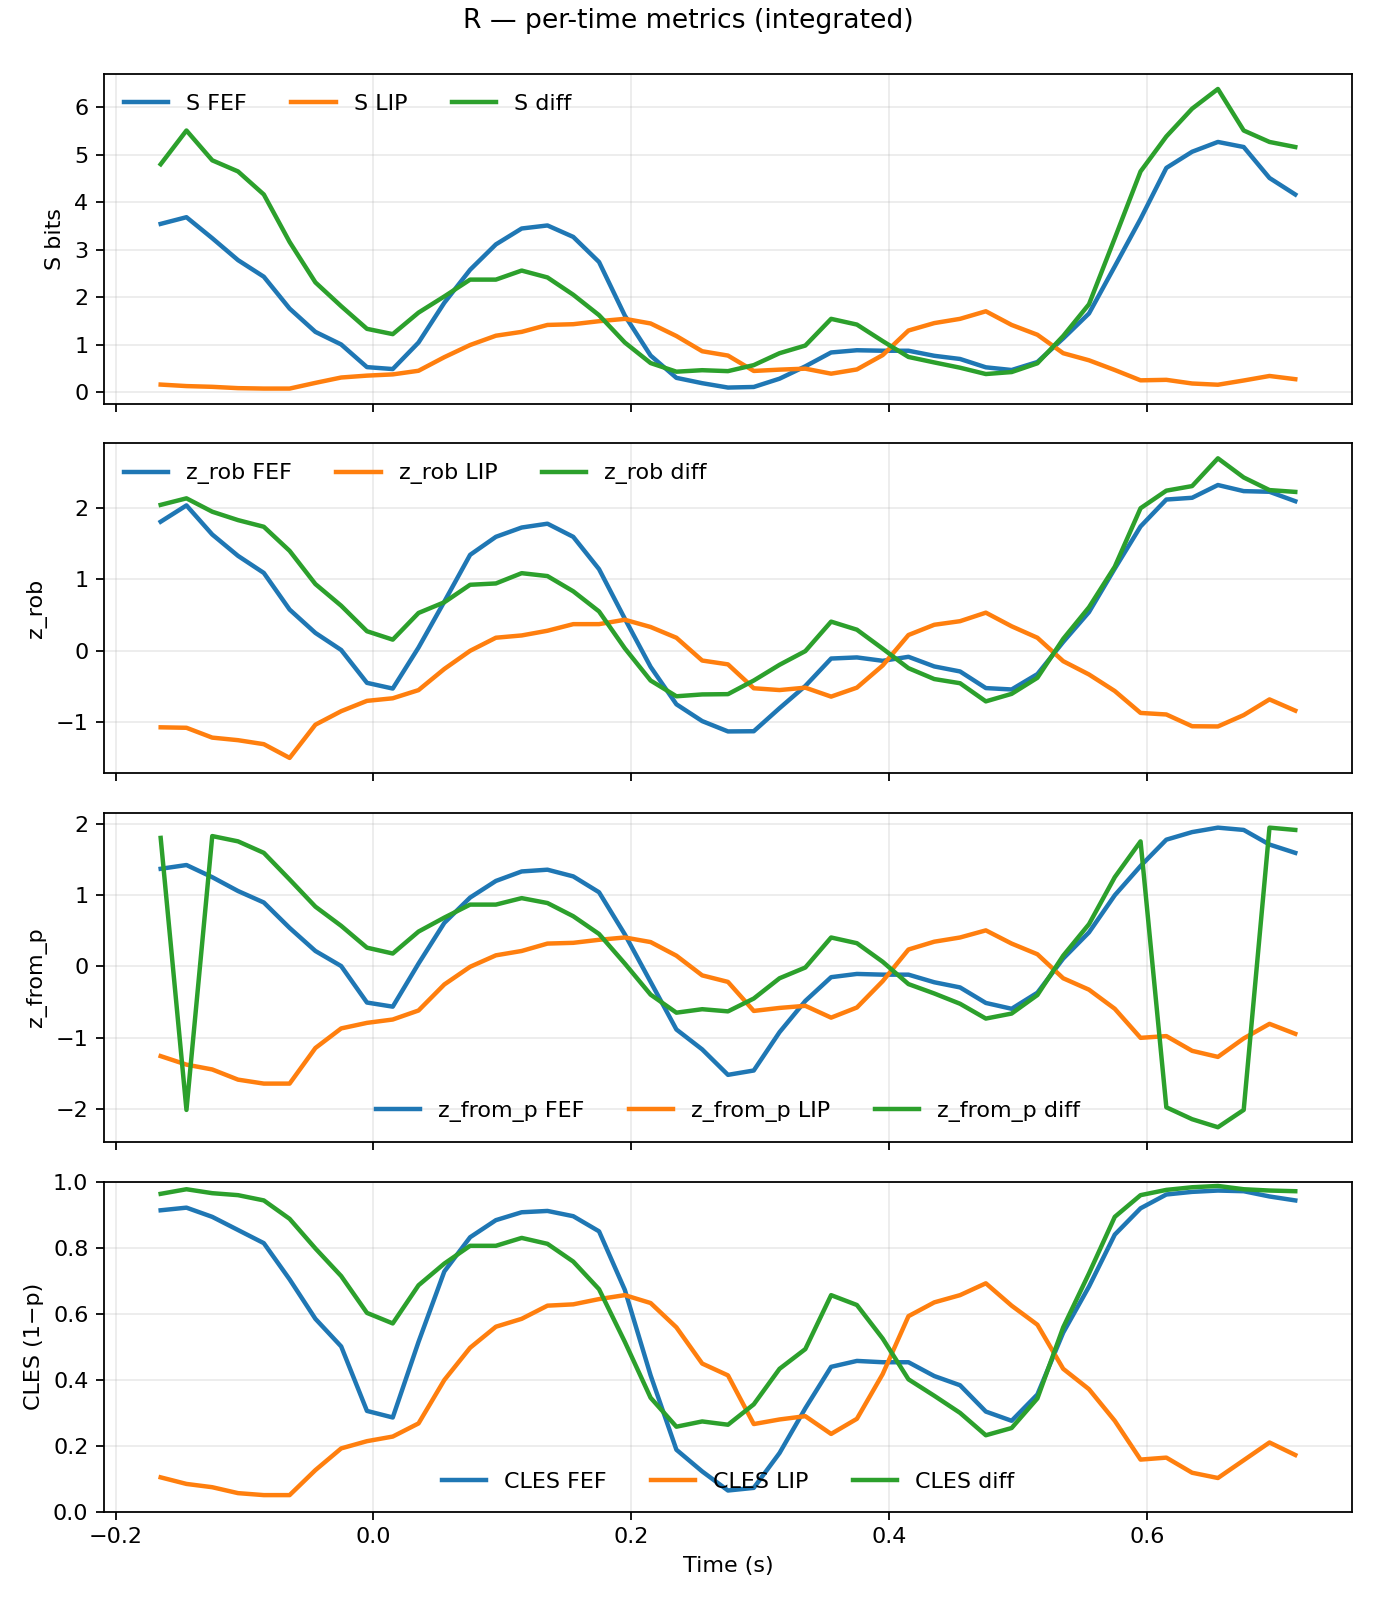 R — per-time metrics (integrated)
S FEF S LIP S diff
6
5
4
3
2
1
0
S bits
z_rob FEF z_rob LIP z_rob diff
2
1
0
−1
z_rob
2
1
0
−1
−2
z_from_p
z_from_p FEF z_from_p LIP z_from_p diff
1.0
0.8
0.6
0.4
0.2
0.0
CLES (1−p)
CLES FEF CLES LIP CLES diff
−0.2 0.0 0.2 0.4 0.6
Time (s)